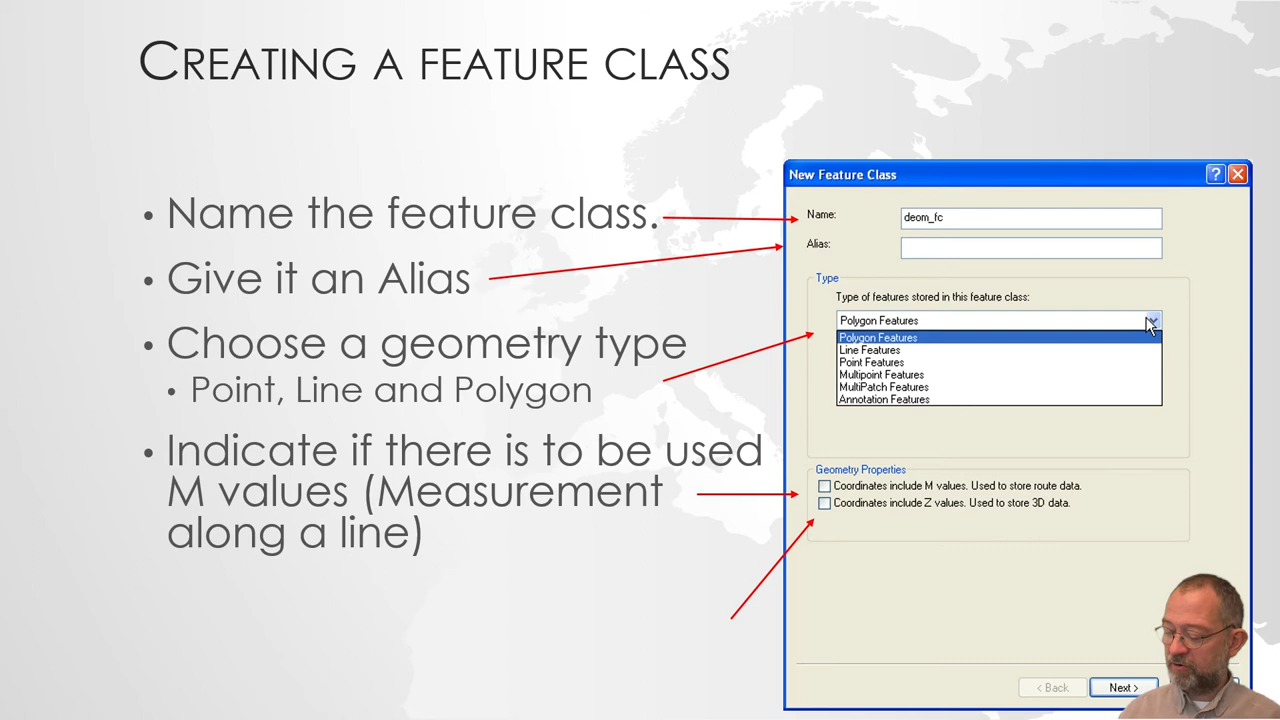 CREATING A FEATURE CLASS
• Name the feature class.
• Give it an Alias
• Choose a geometry type
• Point, Line and Polygon
• Indicate if there is to be used
M values (Measurement
along a line)
New Feature Class
?
Name:
deom_fc
Alias:
Type
Type of features stored in this feature class:
Polygon Features
Polygon Features
Line Features
Point Features
Multipoint Features
MultiPatch Features
Annotation Features
Geometry Properties
Coordinates include M values. Used to store route data.
Coordinates include Z values. Used to store 3D data.
< Back
Next >